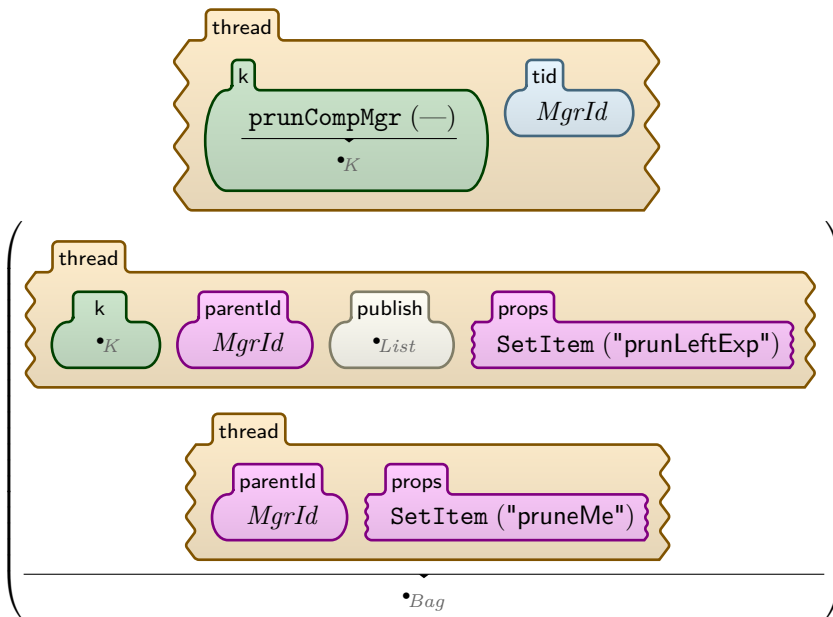 thread
k tid
prunCompMgr (—) MgrId
•K
thread
k parentId publish props
•K MgrId •List SetItem ("prunLeftExp")
thread
parentId props
MgrId SetItem ("pruneMe")
•Bag